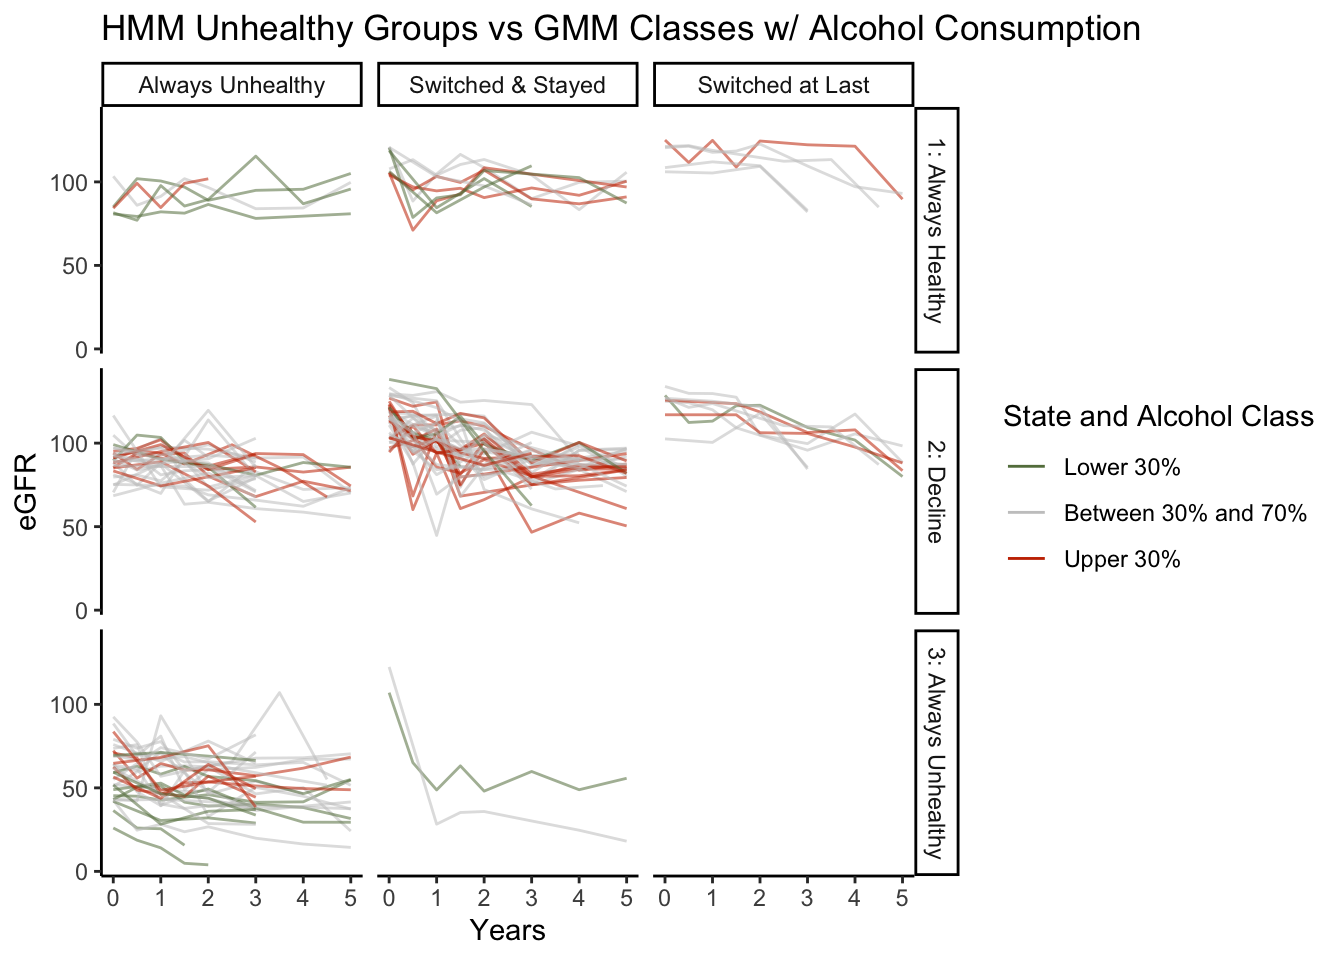 HMM Unhealthy Groups vs GMM Classes w/ Alcohol Consumption
Always Unhealthy
Switched & Stayed
Switched at Last
100
50
0
1: Always Healthy
100
50
0
2: Decline
100
50
0
3: Always Unhealthy
eGFR
0 1 2 3 4 5
0 1 2 3 4 5
0 1 2 3 4 5
Years
State and Alcohol Class
Lower 30%
Between 30% and 70%
Upper 30%